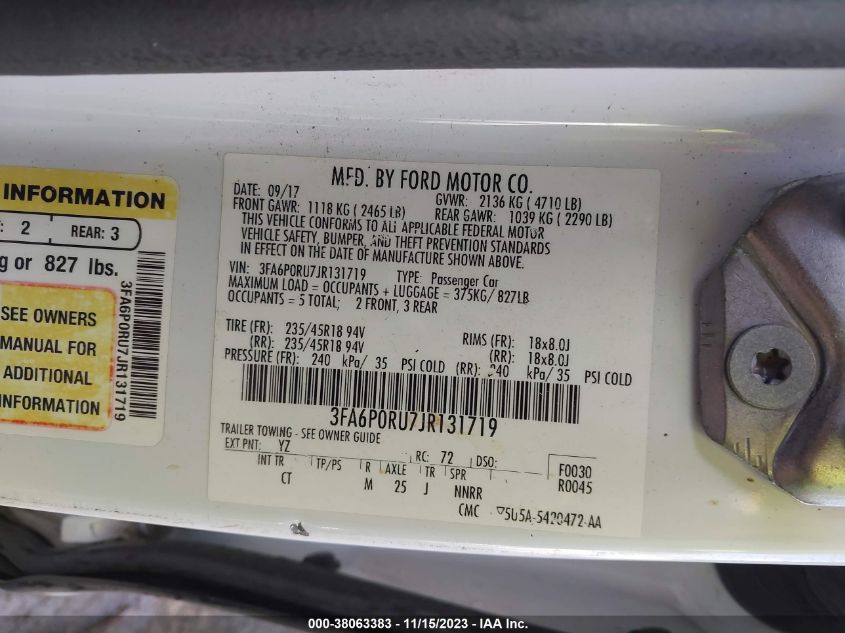 INFORMATION
: 2 REAR: 3
g or 827 lbs.
SEE OWNERS
MANUAL FOR
ADDITIONAL
INFORMATION
3FA6P0RU7JR131719
MFD. BY FORD MOTOR CO.
DATE: 09/17 GVWR: 2136 KG ( 4710 LB)
FRONT GAWR: 1118 KG ( 2465 LB) REAR GAWR: 1039 KG ( 2290 LB)
THIS VEHICLE CONFORMS TO ALL APPLICABLE FEDERAL MOTOR
VEHICLE SAFETY, BUMPER, AND THEFT PREVENTION STANDARDS
IN EFFECT ON THE DATE OF MANUFACTURE SHOWN ABOVE.
VIN: 3FA6P0RU7JR131719 TYPE: Passenger Car
MAXIMUM LOAD = OCCUPANTS + LUGGAGE = 375KG/ 827LB
OCCUPANTS = 5 TOTAL; 2 FRONT, 3 REAR
TIRE (FR): 235/45R18 94V RIMS (FR): 18x8.0J
(RR): 235/45R18 94V (RR): 18x8.0J
PRESSURE (FR): 240 kPa/ 35 PSI COLD (RR): 240 kPa/ 35 PSI COLD
3FA6P0RU7JR131719
TRAILER TOWING - SEE OWNER GUIDE
EXT PNT: YZ RC: 72 DSO: F0030
INT TR TP/PS R AXLE TR SPR R0045
CT M 25 J NNRR
CMC 5U5A-5420472-AA
000-38063383 - 11/15/2023 - IAA Inc.